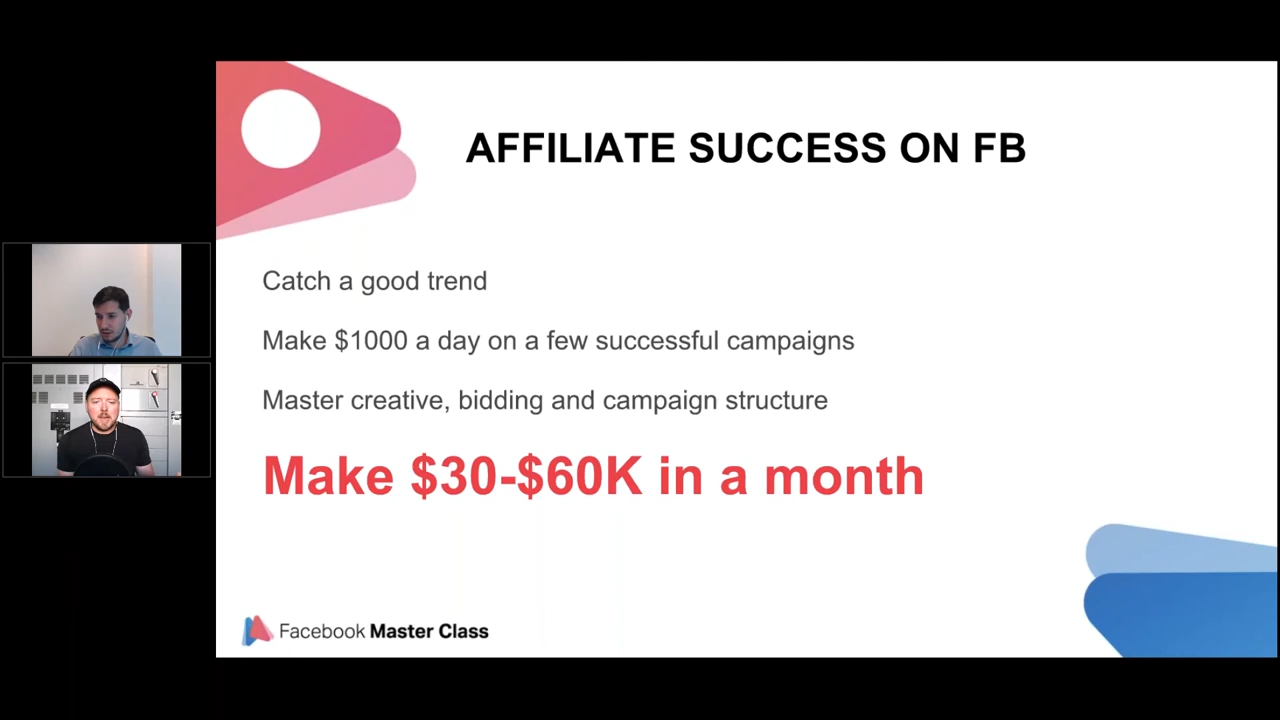 AFFILIATE SUCCESS ON FB
Catch a good trend
Make $1000 a day on a few successful campaigns
Master creative, bidding and campaign structure
Make $30-$60K in a month
Facebook Master Class